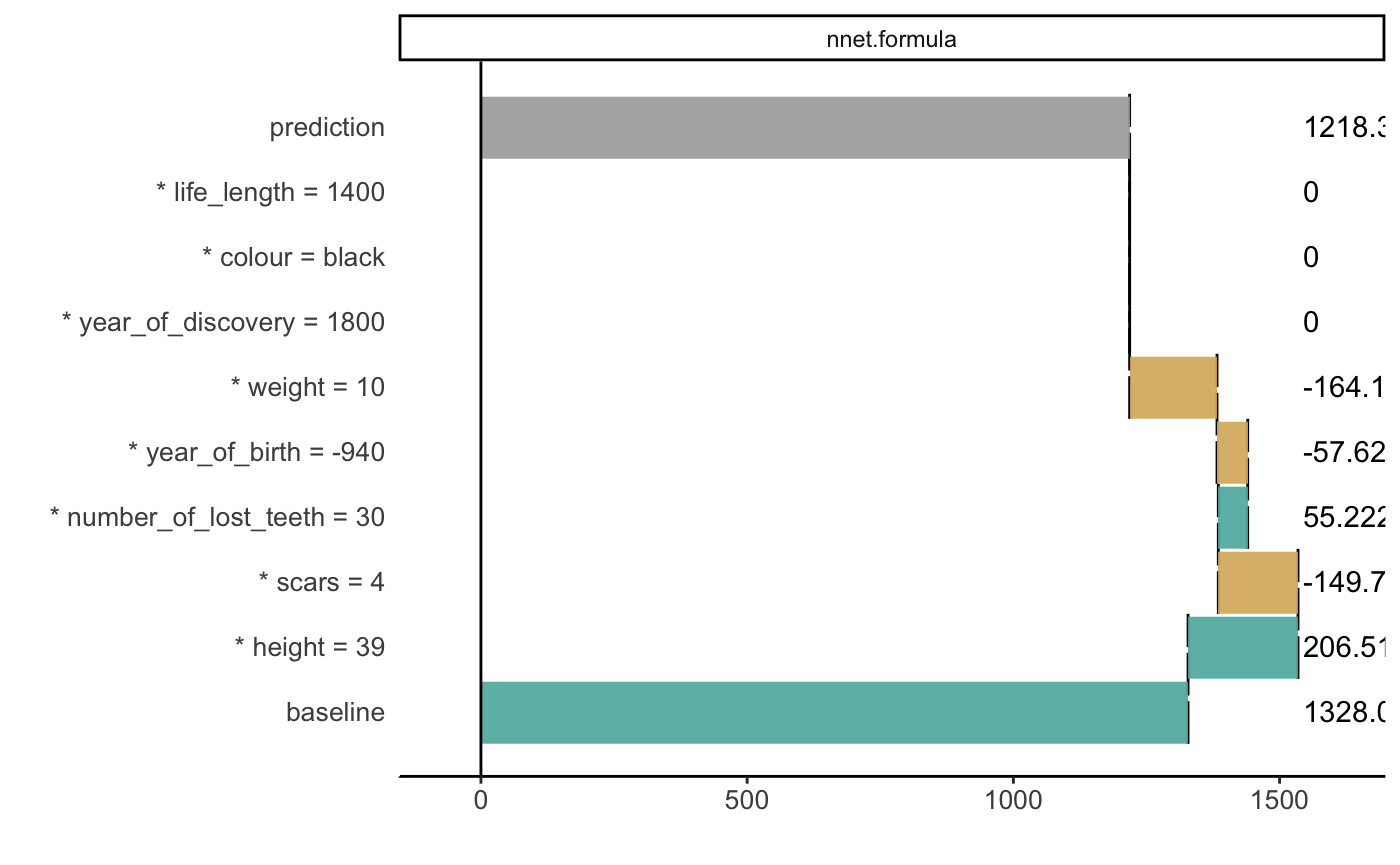 nnet.formula
prediction 1218.3
* life_length = 1400 0
* colour = black 0
* year_of_discovery = 1800 0
* weight = 10 -164.1
* year_of_birth = -940 -57.62
* number_of_lost_teeth = 30 55.222
* scars = 4 -149.7
* height = 39 206.51
baseline 1328.0
0 500 1000 1500